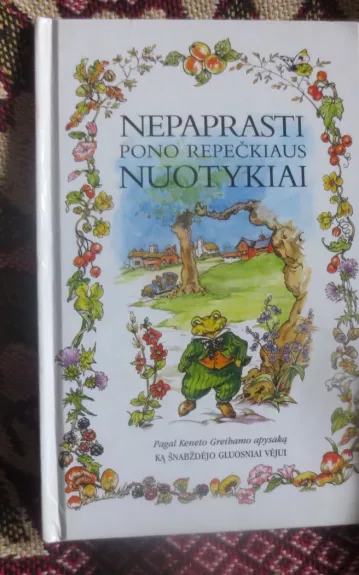 NEPAPRASTI
PONO REPEČKIAUS
NUOTYKIAI
Pagal Keneto Greihamo apysaką
KĄ ŠNABŽDĖJO GLUOSNIAI VĖJUI